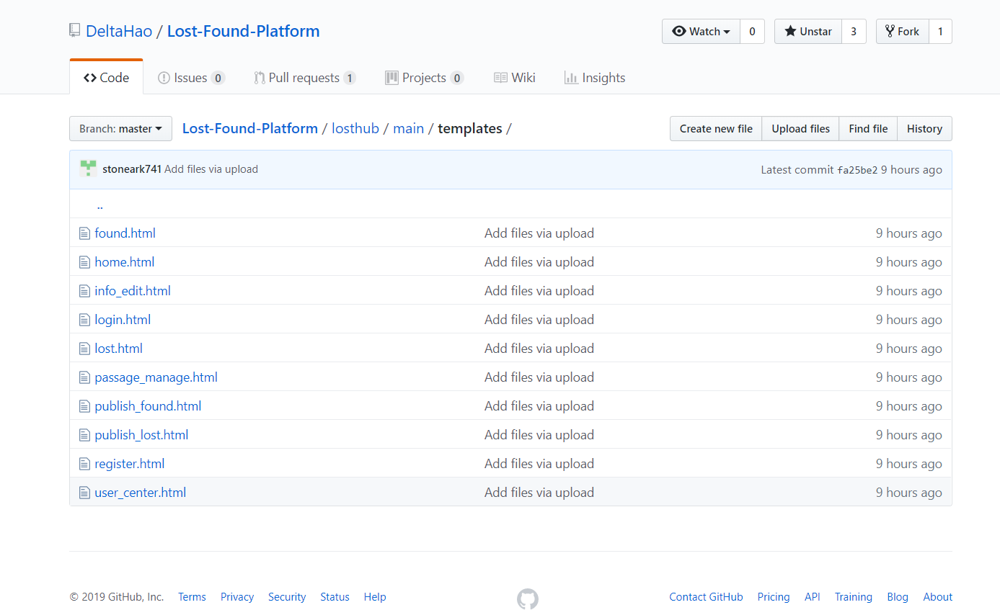 DeltaHao / Lost-Found-Platform
Watch 0 Unstar 3 Fork 1
Code Issues 0 Pull requests 1 Projects 0 Wiki Insights
Branch: master Lost-Found-Platform / losthub / main / templates / Create new file Upload files Find file History
stoneark741 Add files via upload Latest commit fa25be2 9 hours ago
..
found.html Add files via upload 9 hours ago
home.html Add files via upload 9 hours ago
info_edit.html Add files via upload 9 hours ago
login.html Add files via upload 9 hours ago
lost.html Add files via upload 9 hours ago
passage_manage.html Add files via upload 9 hours ago
publish_found.html Add files via upload 9 hours ago
publish_lost.html Add files via upload 9 hours ago
register.html Add files via upload 9 hours ago
user_center.html Add files via upload 9 hours ago
© 2019 GitHub, Inc. Terms Privacy Security Status Help Contact GitHub Pricing API Training Blog About